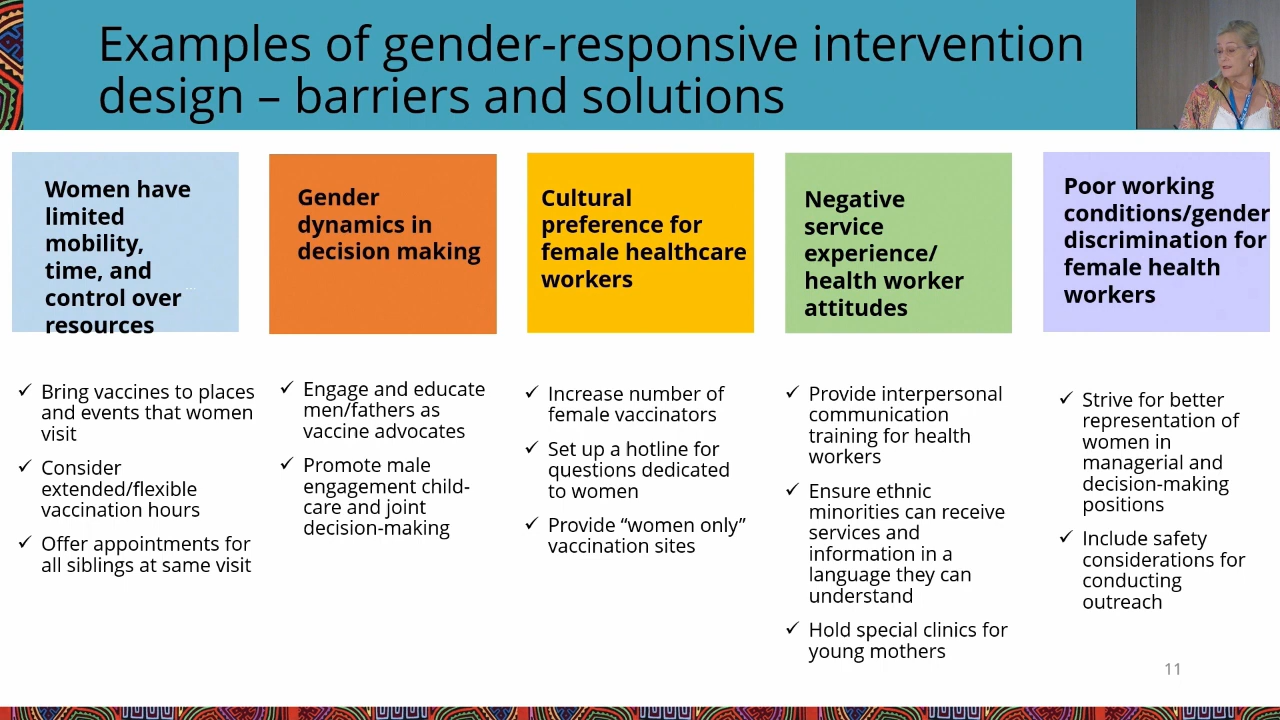 Examples of gender-responsive intervention
design – barriers and solutions
Women have
limited
mobility,
time, and
control over
resources
Gender
dynamics in
decision making
Cultural
preference for
female healthcare
workers
Negative
service
experience/
health worker
attitudes
Poor working
conditions/gender
discrimination for
female health
workers
✓ Bring vaccines to places
and events that women
visit
✓ Consider
extended/flexible
vaccination hours
✓ Offer appointments for
all siblings at same visit
✓ Engage and educate
men/fathers as
vaccine advocates
✓ Promote male
engagement child-
care and joint
decision-making
✓ Increase number of
female vaccinators
✓ Set up a hotline for
questions dedicated
to women
✓ Provide “women only”
vaccination sites
✓ Provide interpersonal
communication
training for health
workers
✓ Ensure ethnic
minorities can receive
services and
information in a
language they can
understand
✓ Hold special clinics for
young mothers
✓ Strive for better
representation of
women in
managerial and
decision-making
positions
✓ Include safety
considerations for
conducting
outreach
11